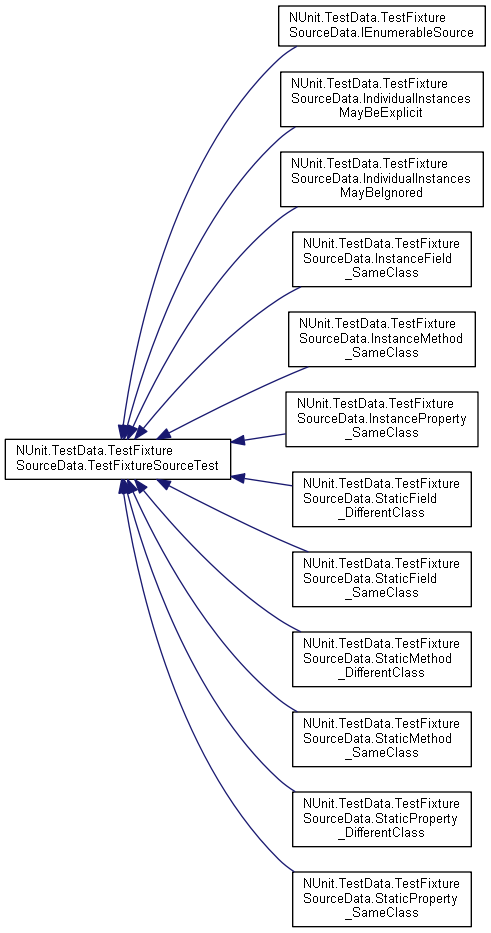 NUnit.TestData.TestFixture
SourceData.IEnumerableSource
NUnit.TestData.TestFixture
SourceData.IndividualInstances
MayBeExplicit
NUnit.TestData.TestFixture
SourceData.IndividualInstances
MayBeIgnored
NUnit.TestData.TestFixture
SourceData.InstanceField
_SameClass
NUnit.TestData.TestFixture
SourceData.InstanceMethod
_SameClass
NUnit.TestData.TestFixture
SourceData.InstanceProperty
_SameClass
NUnit.TestData.TestFixture
SourceData.TestFixtureSourceTest
NUnit.TestData.TestFixture
SourceData.StaticField
_DifferentClass
NUnit.TestData.TestFixture
SourceData.StaticField
_SameClass
NUnit.TestData.TestFixture
SourceData.StaticMethod
_DifferentClass
NUnit.TestData.TestFixture
SourceData.StaticMethod
_SameClass
NUnit.TestData.TestFixture
SourceData.StaticProperty
_DifferentClass
NUnit.TestData.TestFixture
SourceData.StaticProperty
_SameClass